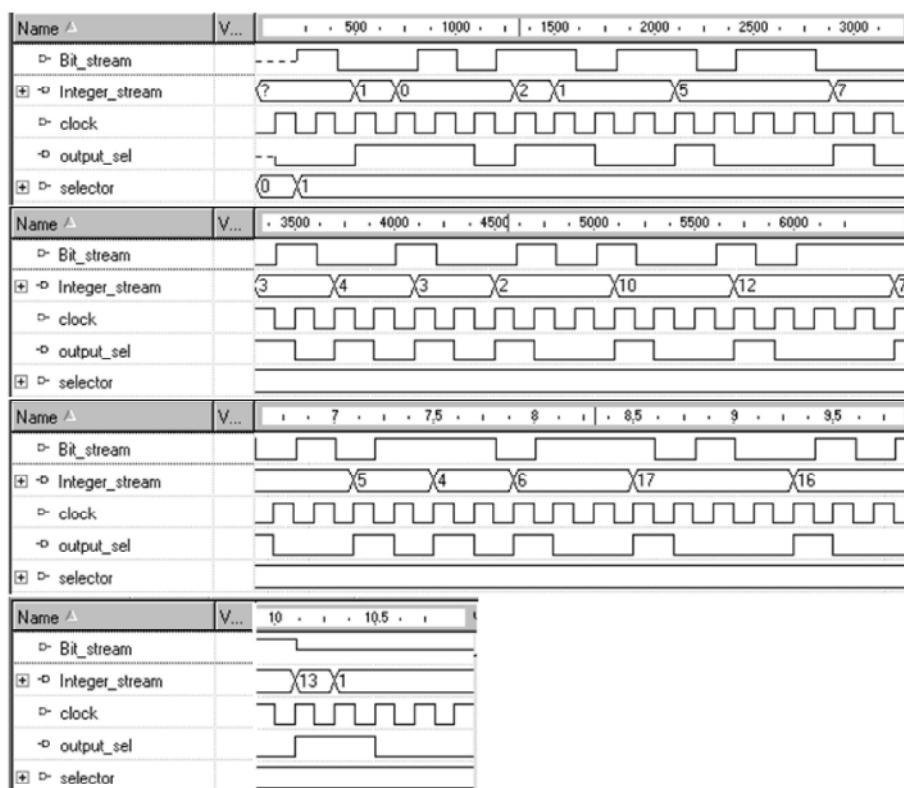 Name V... 500 1000 1500 2000 2500 3000
Bit_stream
Integer_stream ? 1 0 2 1 5 7
clock
output_sel
selector 0 1
Name V... 3500 4000 4500 5000 5500 6000
Bit_stream
Integer_stream 3 4 3 2 10 12 7
clock
output_sel
selector
Name V... 7 7,5 8 8,5 9 9,5
Bit_stream
Integer_stream 5 4 6 17 16
clock
output_sel
selector
Name V... 10 10,5
Bit_stream
Integer_stream 13 1
clock
output_sel
selector